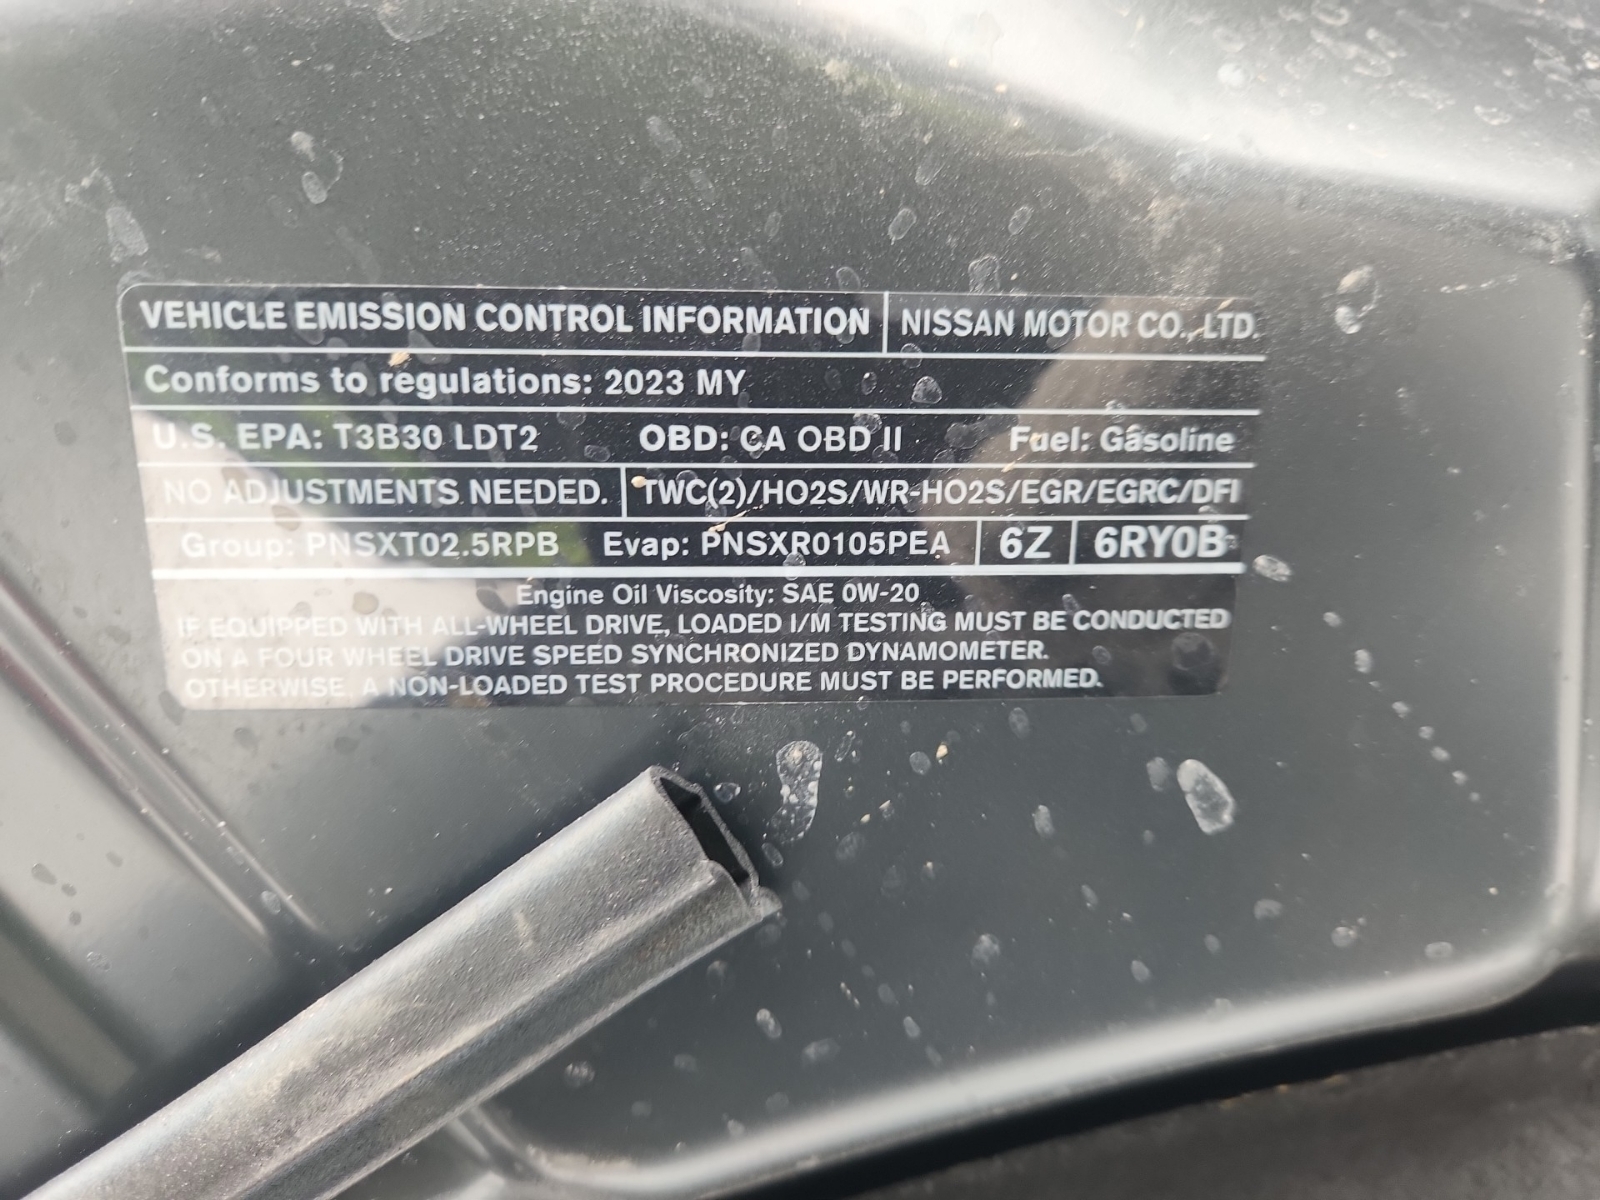 VEHICLE EMISSION CONTROL INFORMATION NISSAN MOTOR CO., LTD.
Conforms to regulations: 2023 MY
U.S. EPA: T3B30 LDT2 OBD: CA OBD II Fuel: Gasoline
NO ADJUSTMENTS NEEDED. TWC(2)/HO2S/WR-HO2S/EGR/EGRC/DFI
Group: PNSXT02.5RPB Evap: PNSXR0105PEA 6Z 6RY0B
Engine Oil Viscosity: SAE 0W-20
IF EQUIPPED WITH ALL-WHEEL DRIVE, LOADED I/M TESTING MUST BE CONDUCTED
ON A FOUR WHEEL DRIVE SPEED SYNCHRONIZED DYNAMOMETER.
OTHERWISE, A NON-LOADED TEST PROCEDURE MUST BE PERFORMED.